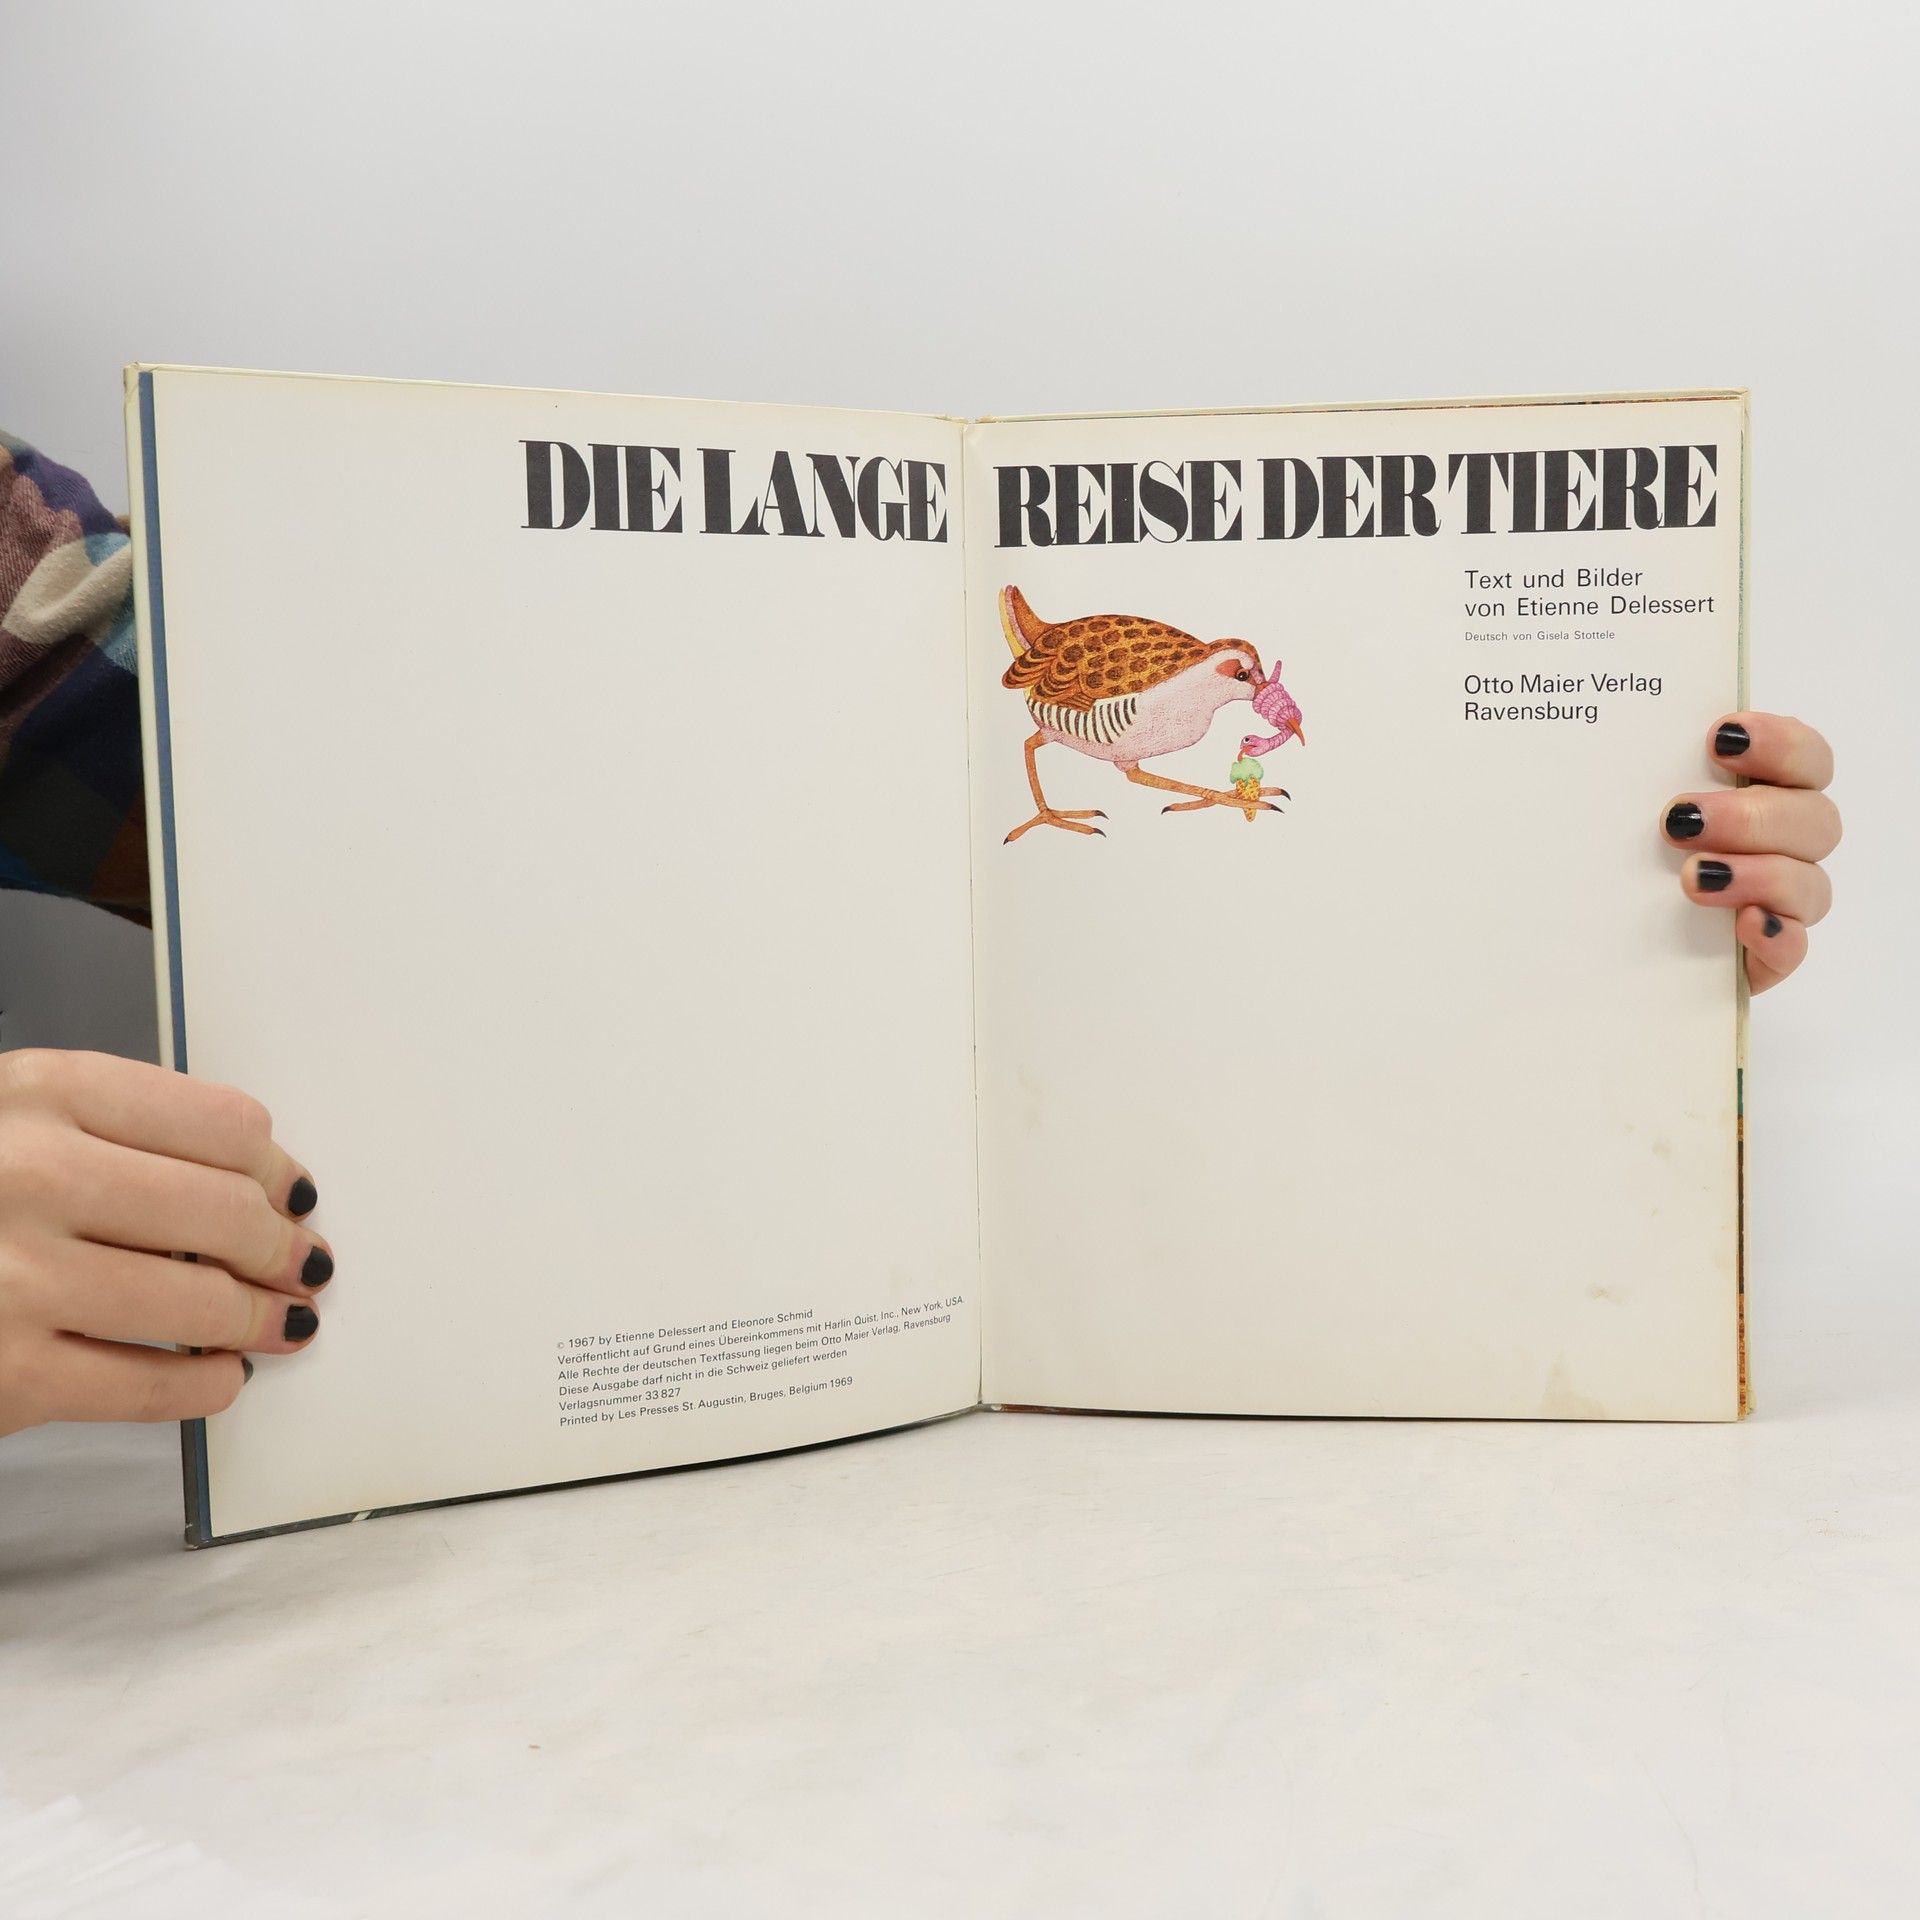 DIE LANGE REISE DER TIERE
Text und Bilder
von Etienne Delessert
Deutsch von Gisela Stottele
Otto Maier Verlag
Ravensburg
© 1967 by Etienne Delessert and Eleonore Schmid
Veröffentlicht auf Grund eines Übereinkommens mit Harlin Quist, Inc., New York, USA.
Alle Rechte der deutschen Textfassung liegen beim Otto Maier Verlag, Ravensburg
Diese Ausgabe darf nicht in die Schweiz geliefert werden
Verlagsnummer 33 827
Printed by Les Presses St. Augustin, Bruges, Belgium 1969